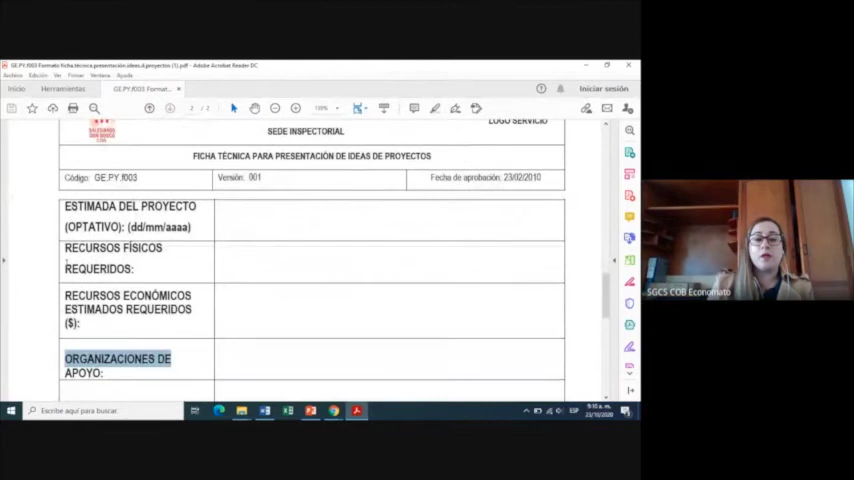 GE.PY.f003 Formato ficha.técnica.presentación.ideas.d.proyectos (1).pdf - Adobe Acrobat Reader DC
Archivo Edición Ver Firmar Ventana Ayuda
Inicio Herramientas GE.PY.f003 Format... × Iniciar sesión
2 / 2
SALESIANOS
DON BOSCO
LOGO SERVICIO
SEDE INSPECTORIAL
FICHA TÉCNICA PARA PRESENTACIÓN DE IDEAS DE PROYECTOS
Código: GE.PY.f003 Versión: 001 Fecha de aprobación: 23/02/2010
ESTIMADA DEL PROYECTO
(OPTATIVO): (dd/mm/aaaa)
RECURSOS FÍSICOS
REQUERIDOS:
RECURSOS ECONÓMICOS
ESTIMADOS REQUERIDOS
($):
ORGANIZACIONES DE
APOYO:
SGCS COB Economato
Escribe aquí para buscar.
ESP
9:10 a. m.
23/10/2020